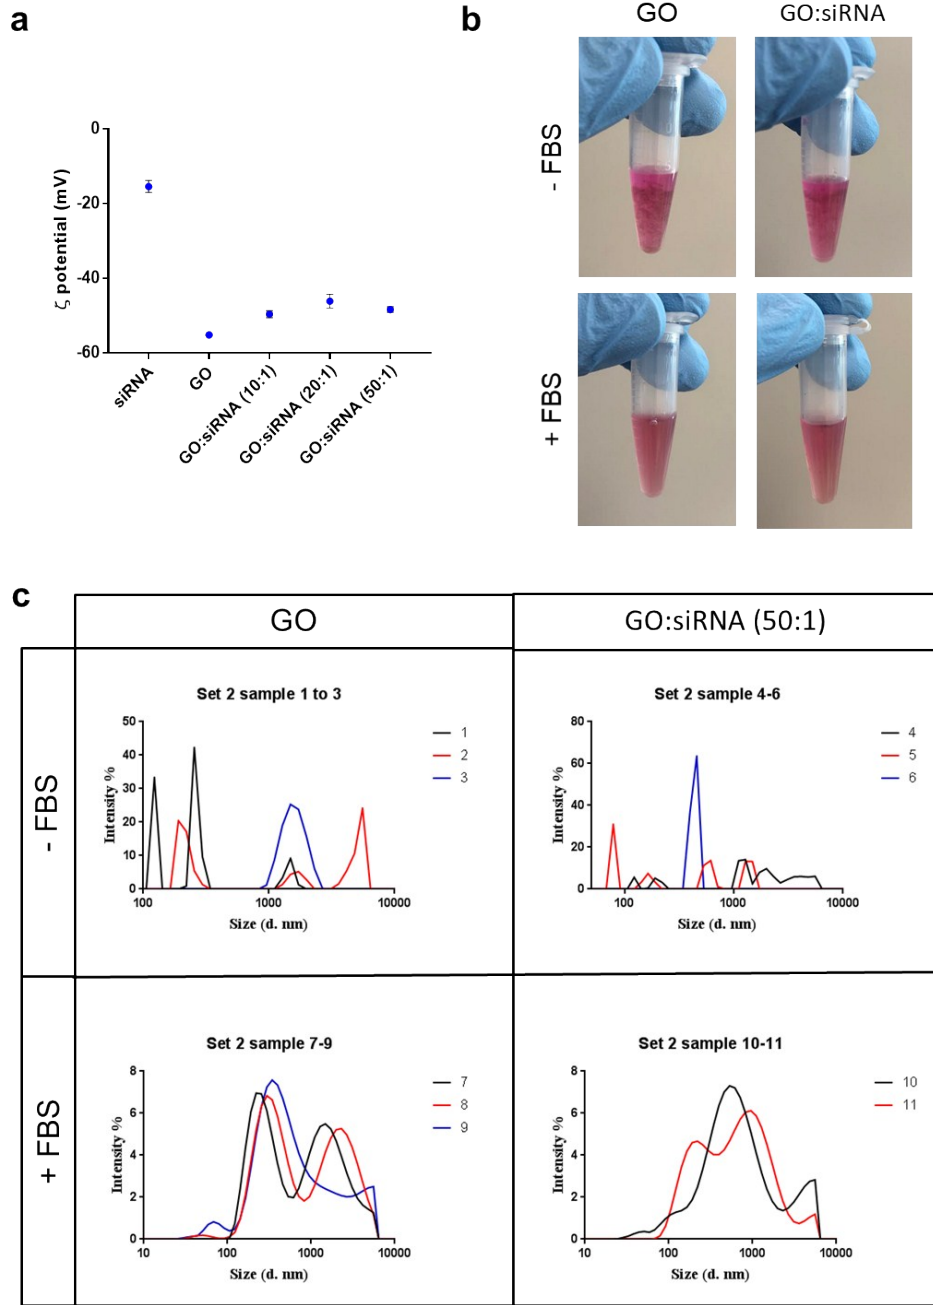 a
0
-20
-40
-60
ζ potential (mV)
siRNA
GO
GO:siRNA (10:1)
GO:siRNA (20:1)
GO:siRNA (50:1)
b
GO
GO:siRNA
- FBS
+ FBS
c
GO
GO:siRNA (50:1)
- FBS
Set 2 sample 1 to 3
50
40
30
20
10
0
Intensity %
100
1000
10000
Size (d. nm)
1
2
3
Set 2 sample 4-6
80
60
40
20
0
Intensity %
100
1000
10000
Size (d. nm)
4
5
6
+ FBS
Set 2 sample 7-9
8
6
4
2
0
Intensity %
10
100
1000
10000
Size (d. nm)
7
8
9
Set 2 sample 10-11
8
6
4
2
0
Intensity %
10
100
1000
10000
Size (d. nm)
10
11